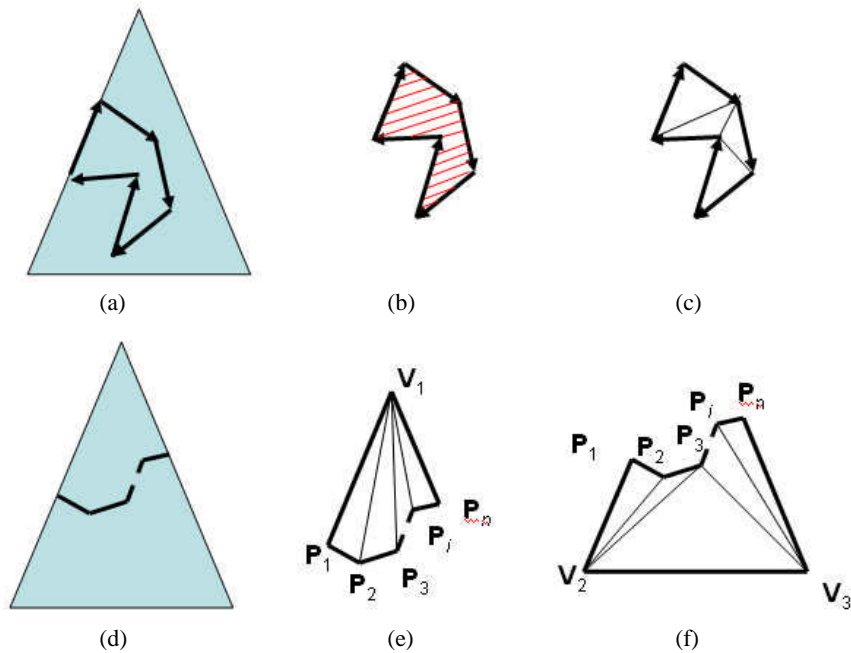 (a) (b) (c)
V1
P1 P2 P3 Pi Pn
V2 V3
P1 P2 P3 Pi Pn
(d) (e) (f)